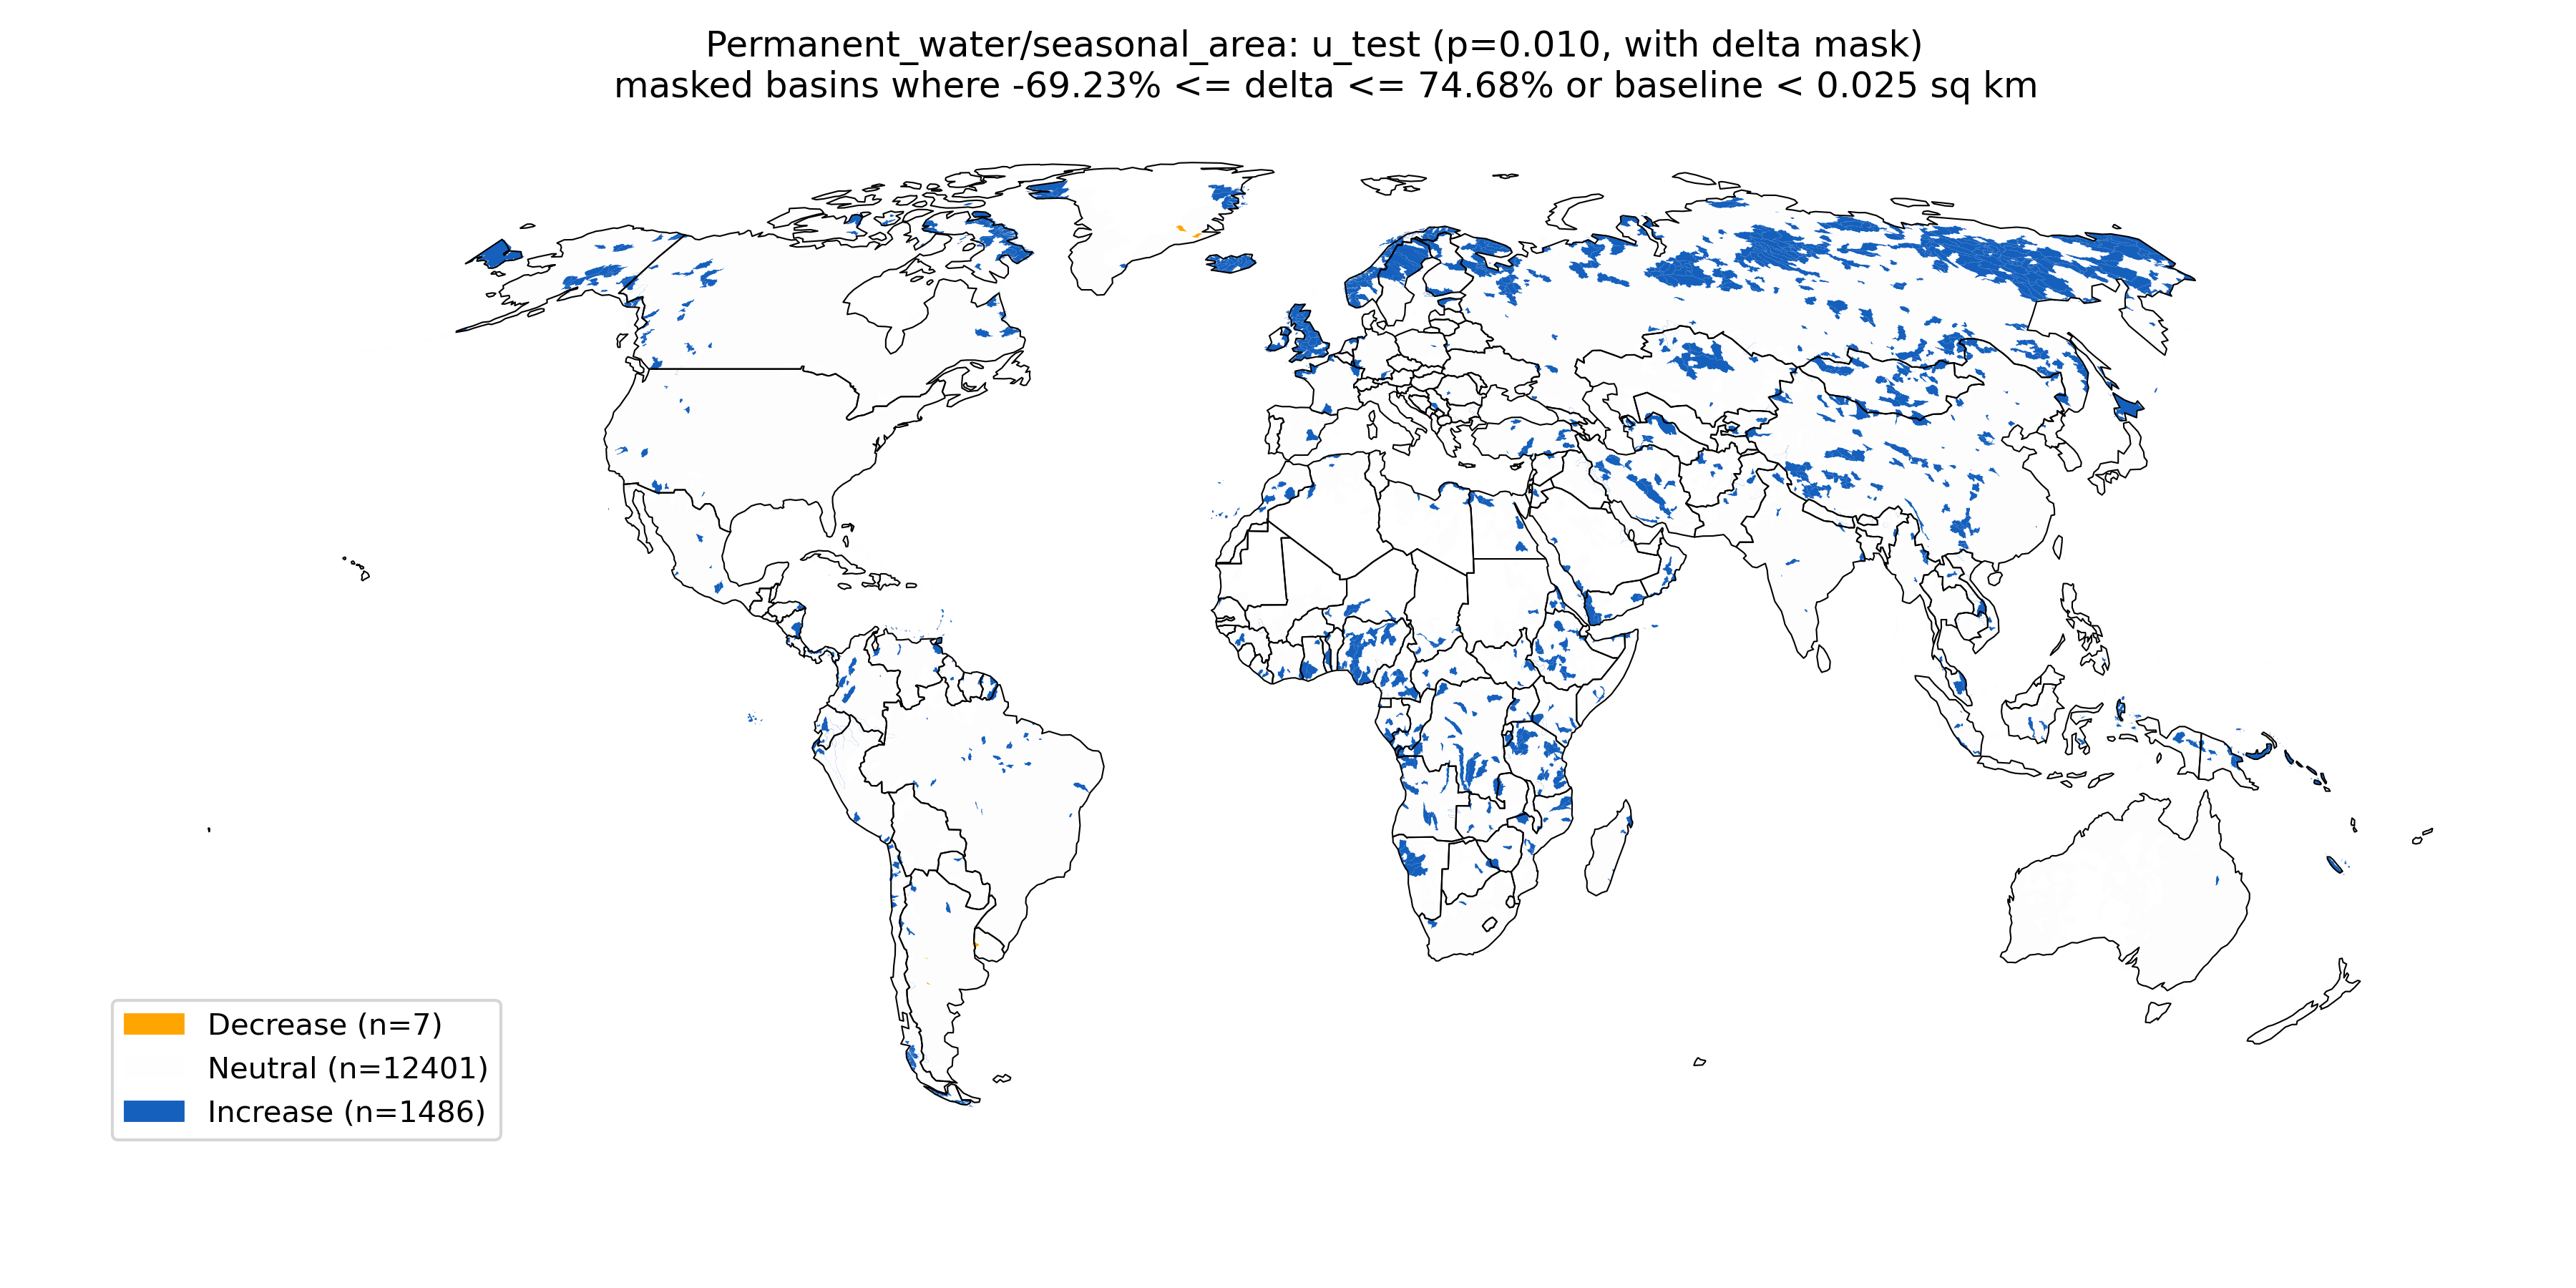 Permanent_water/seasonal_area: u_test (p=0.010, with delta mask)
masked basins where -69.23% <= delta <= 74.68% or baseline < 0.025 sq km
Decrease (n=7)
Neutral (n=12401)
Increase (n=1486)